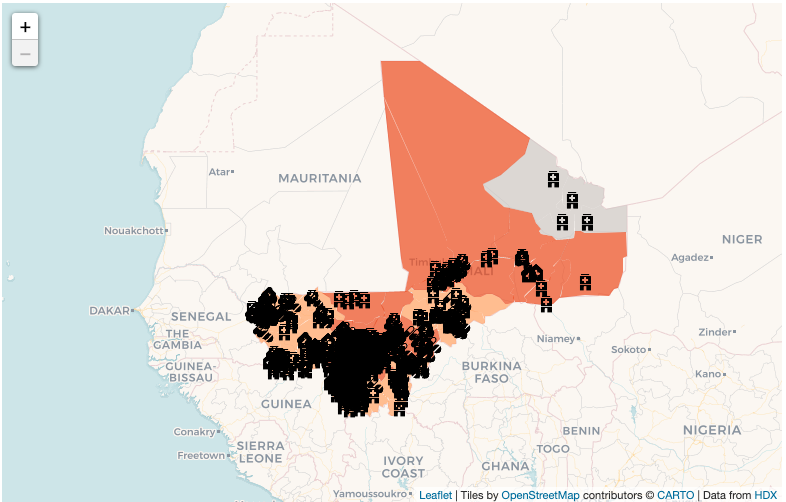 +
−
Atar
MAURITANIA
Nouakchott
NIGER
Agadez
Tim
ALI
DAKAR
SENEGAL
THE
GAMBIA
GUINEA-
BISSAU
Niamey
Zinder
Sokoto
BURKINA
FASO
Kano
GUINEA
Conakry
BENIN
NIGERIA
SIERRA
LEONE
Freetown
TOGO
IVORY
COAST
GHANA
Yamoussoukro
Leaflet | Tiles by OpenStreetMap contributors © CARTO | Data from HDX